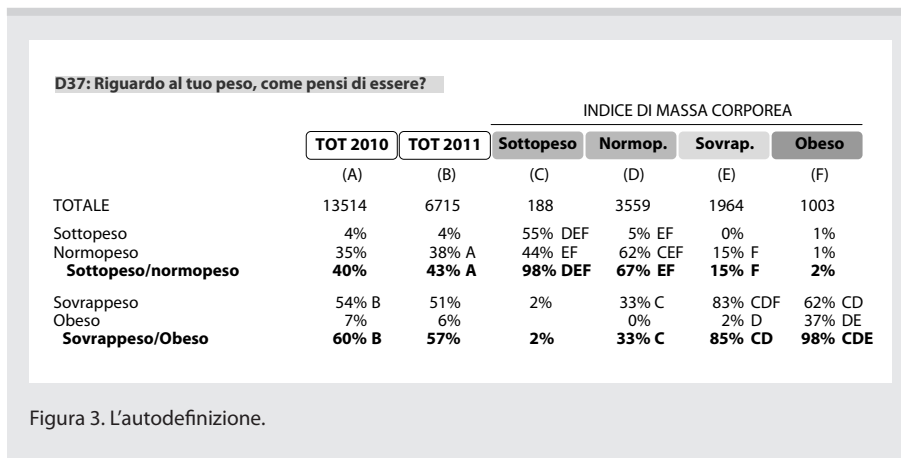 D37: Riguardo al tuo peso, come pensi di essere?
INDICE DI MASSA CORPOREA
TOT 2010 TOT 2011 Sottopeso Normop. Sovrap. Obeso
(A) (B) (C) (D) (E) (F)
TOTALE 13514 6715 188 3559 1964 1003
Sottopeso 4% 4% 55% DEF 5% EF 0% 1%
Normopeso 35% 38% A 44% EF 62% CEF 15% F 1%
Sottopeso/normopeso 40% 43% A 98% DEF 67% EF 15% F 2%
Sovrappeso 54% B 51% 2% 33% C 83% CDF 62% CD
Obeso 7% 6% 0% 2% D 37% DE
Sovrappeso/Obeso 60% B 57% 2% 33% C 85% CD 98% CDE
Figura 3. L'autodefinizione.